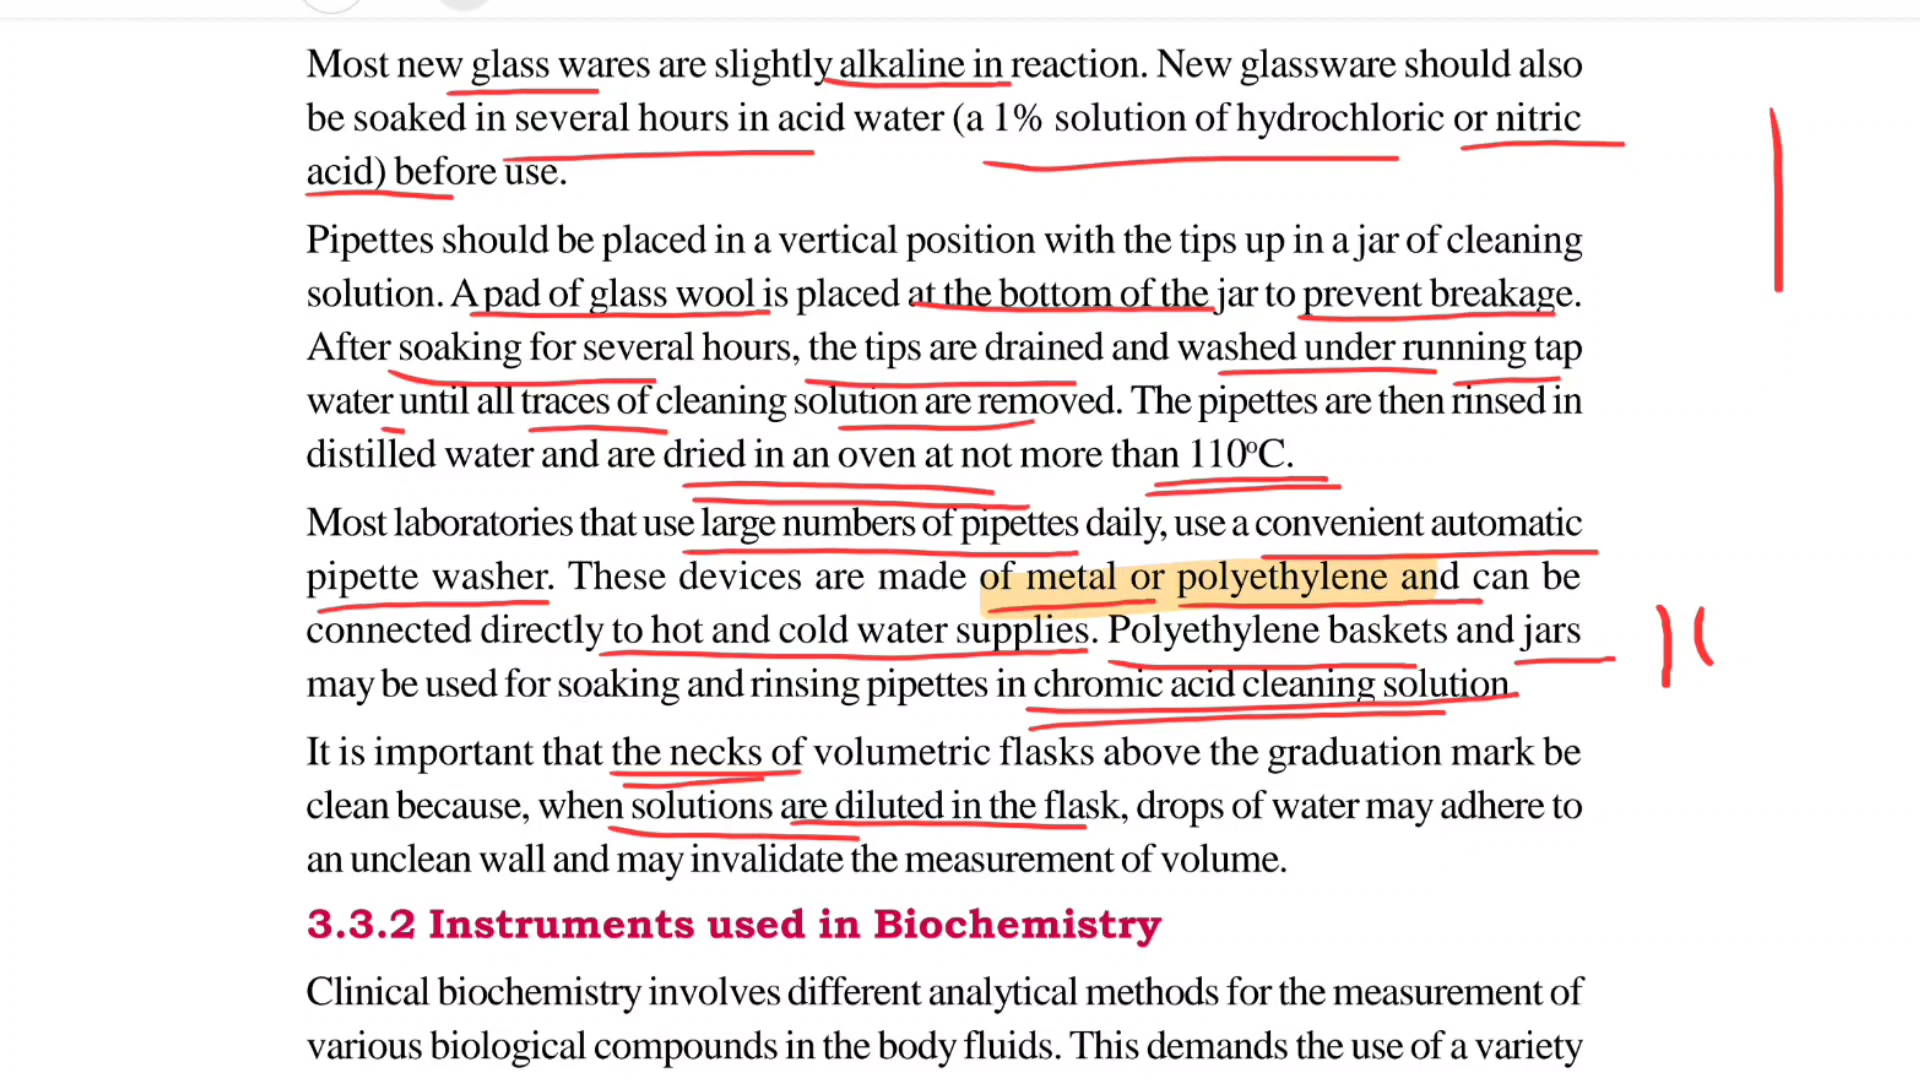 Most new glass wares are slightly alkaline in reaction. New glassware should also
be soaked in several hours in acid water (a 1% solution of hydrochloric or nitric
acid) before use.
Pipettes should be placed in a vertical position with the tips up in a jar of cleaning
solution. A pad of glass wool is placed at the bottom of the jar to prevent breakage.
After soaking for several hours, the tips are drained and washed under running tap
water until all traces of cleaning solution are removed. The pipettes are then rinsed in
distilled water and are dried in an oven at not more than 110ºC.
Most laboratories that use large numbers of pipettes daily, use a convenient automatic
pipette washer. These devices are made of metal or polyethylene and can be
connected directly to hot and cold water supplies. Polyethylene baskets and jars
may be used for soaking and rinsing pipettes in chromic acid cleaning solution
It is important that the necks of volumetric flasks above the graduation mark be
clean because, when solutions are diluted in the flask, drops of water may adhere to
an unclean wall and may invalidate the measurement of volume.
3.3.2 Instruments used in Biochemistry
Clinical biochemistry involves different analytical methods for the measurement of
various biological compounds in the body fluids. This demands the use of a variety